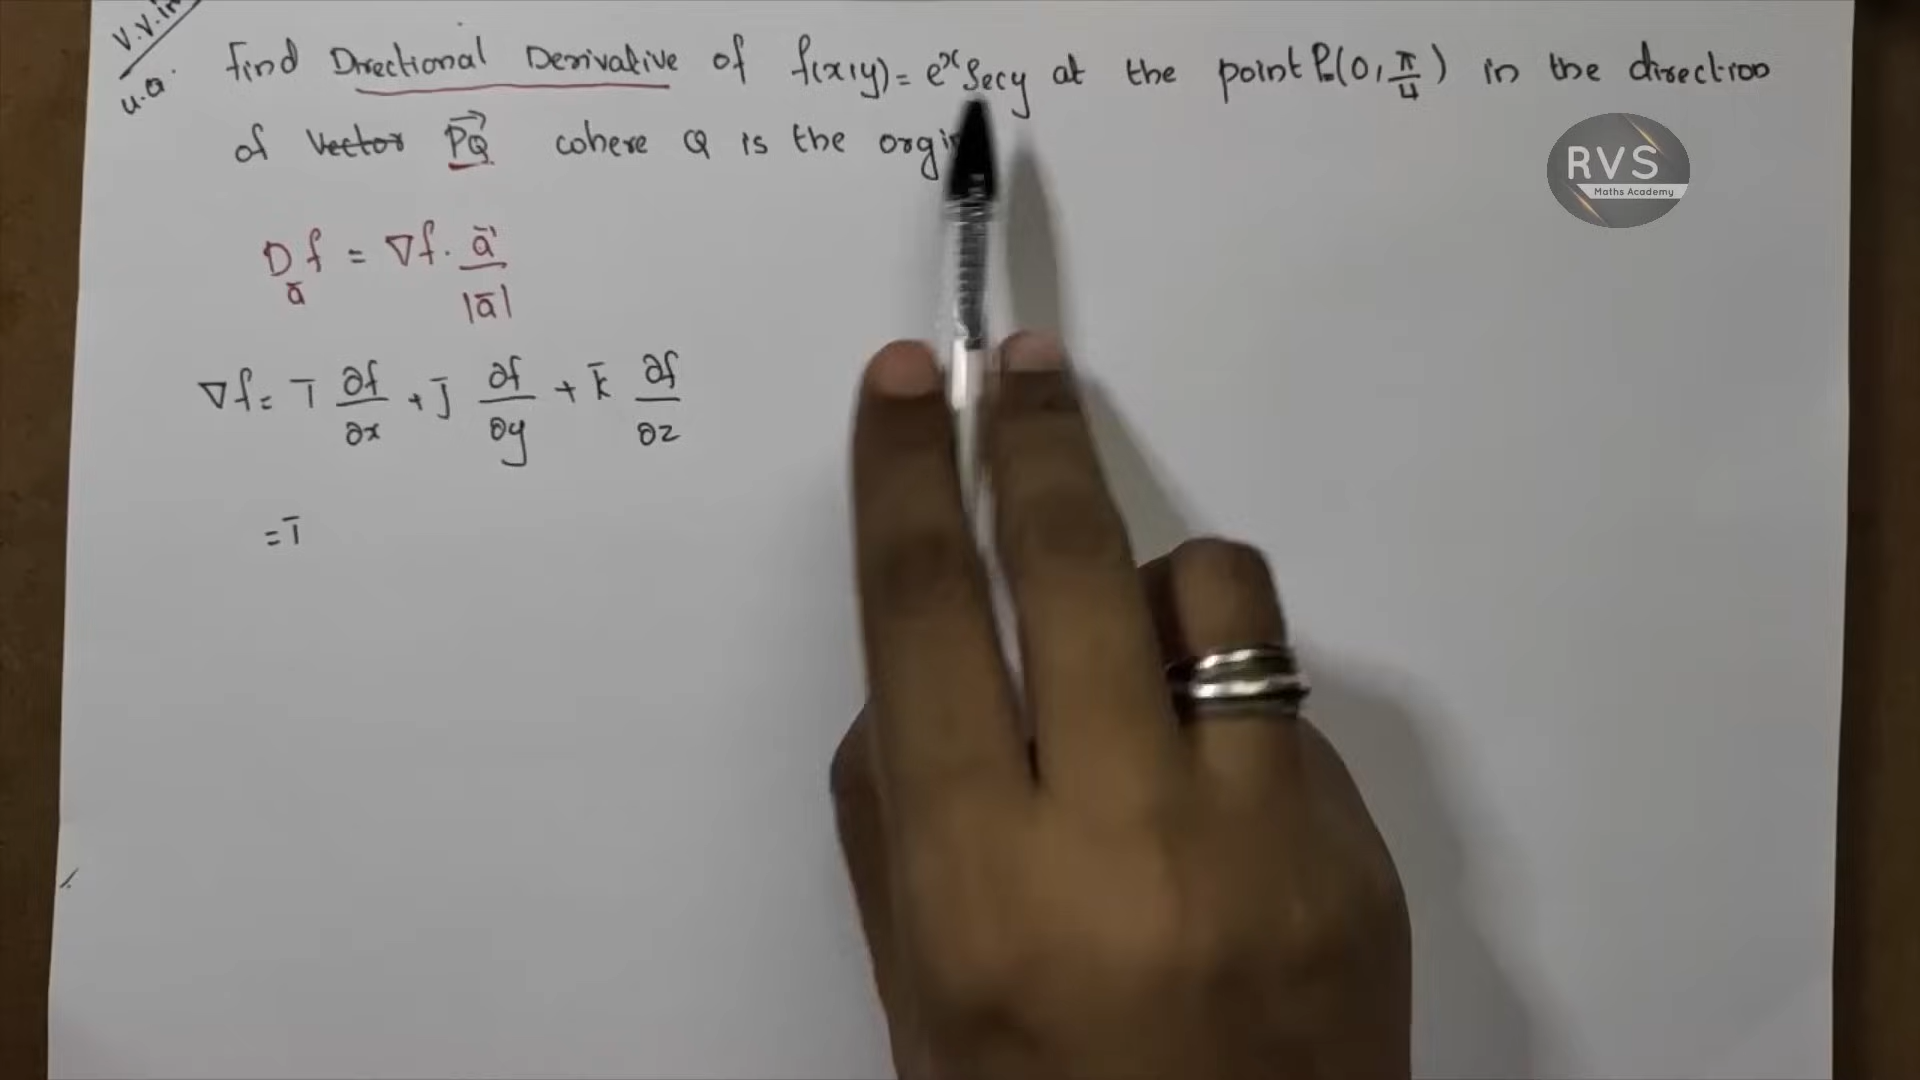 V.V.im
u.Q.
Find Directional Derivative of f(x,y) = e^x Secy at the point P(0, π/4) in the direction
of Vector PQ⃗ where Q is the orgi
RVS
Maths Academy
D_ā f = ∇f · ā/|ā|
∇f = ī ∂f/∂x + j̄ ∂f/∂y + k̄ ∂f/∂z
= ī